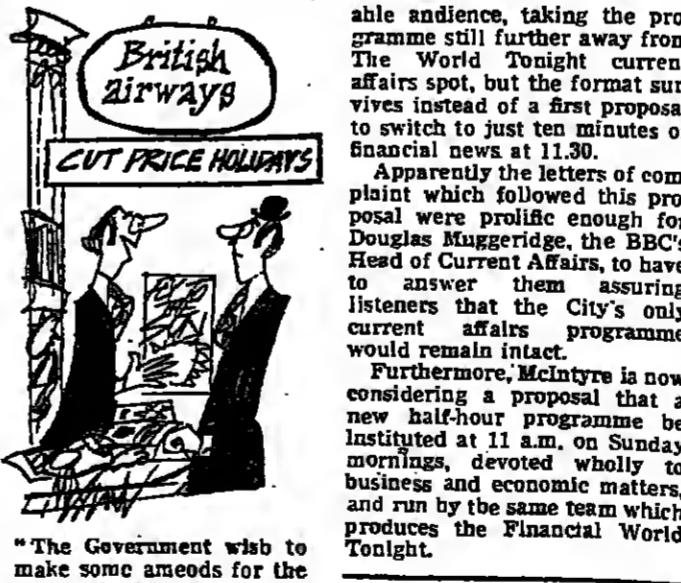 British
airways
CUT PRICE HOLIDAYS
"The Government wish to
make some ameods for the
able andience, taking the pro
gramme still further away from
The World Tonight curren
affairs spot, but the format sur
vives instead of a first proposa
to switch to just ten minutes o
financial news at 11.30.
Apparently the letters of com
plaint which followed this pro
posal were prolific enough for
Douglas Muggeridge, the BBC's
Head of Current Affairs, to have
to answer them assuring
listeners that the City's only
current affairs programme
would remain intact.
Furthermore, McIntyre is now
considering a proposal that a
new half-hour programme be
instituted at 11 a.m. on Sunday
mornings, devoted wholly to
business and economic matters,
and run by tbe same team which
produces the Financial World
Tonight.